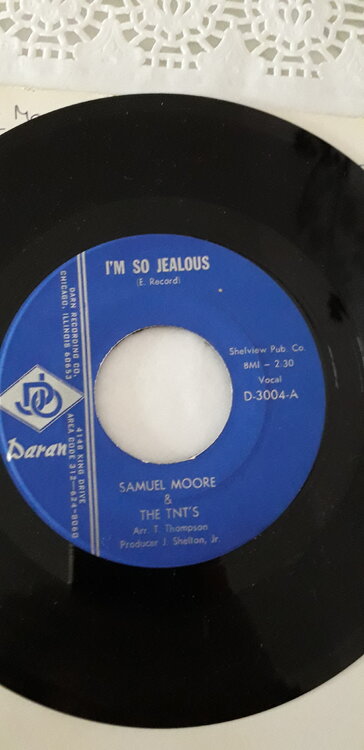 I'M SO JEALOUS
(E. Record)
DARN RECORDING CO.
CHICAGO, ILLINOIS 60653
Shelview Pub. Co.
BMI - 2 30
Vocal
D-3004-A
Daran
4140 KING DRIVE
AREA CODE 312-624-8060
SAMUEL MOORE
&
THE TNT'S
Arr. T. Thompson
Producer J. Shelton, Jr.